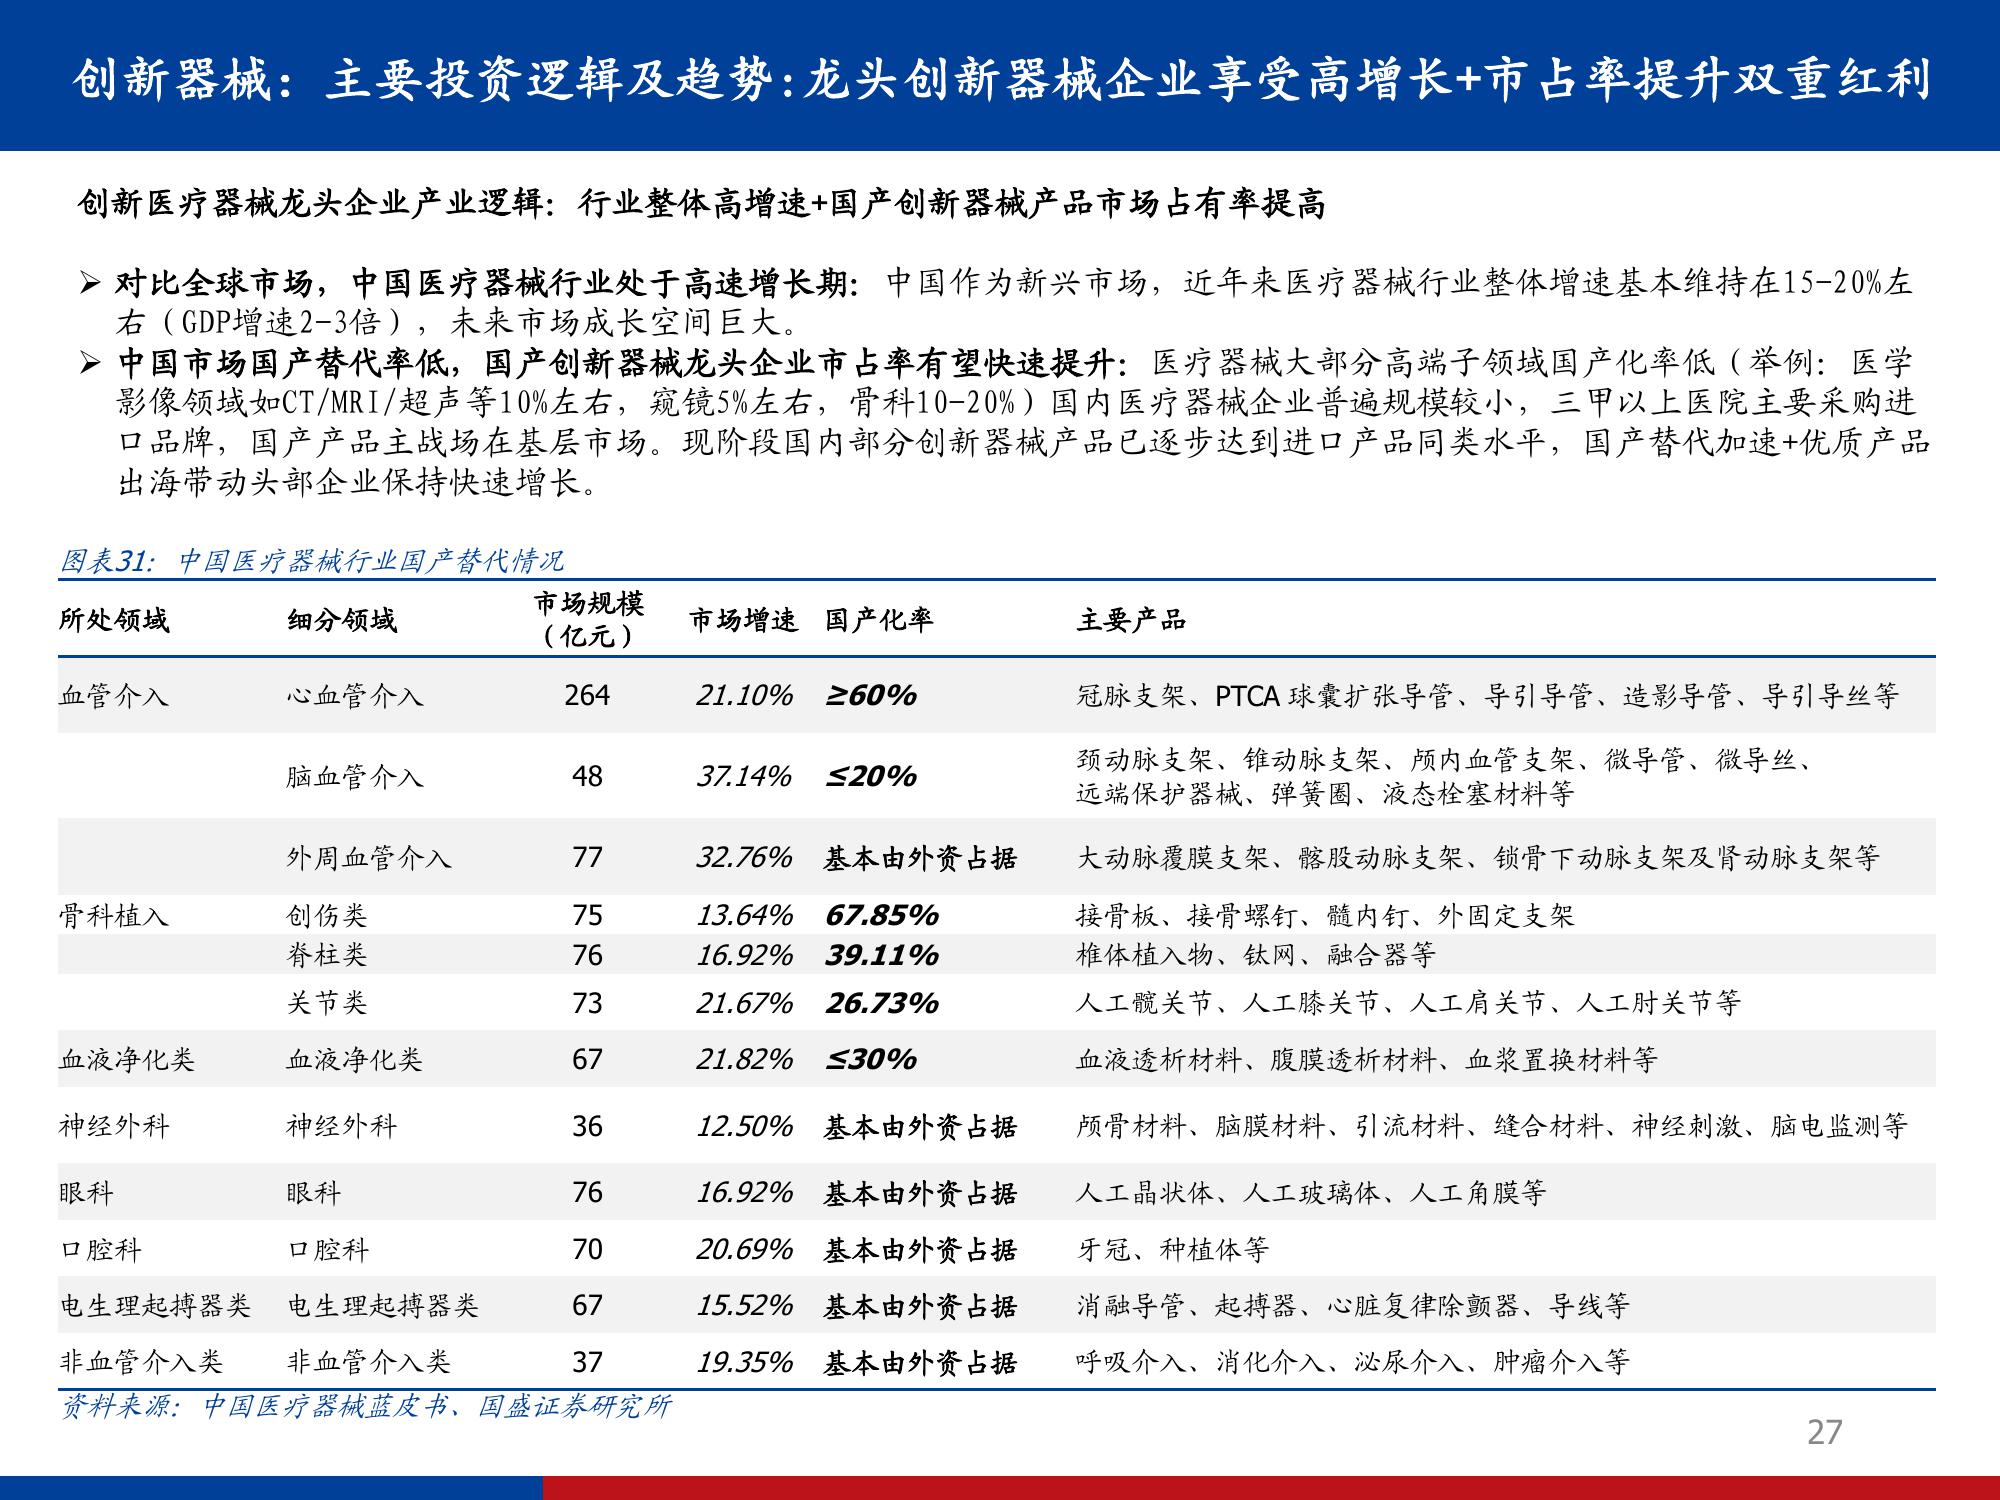 创新器械：主要投资逻辑及趋势:龙头创新器械企业享受高增长+市占率提升双重红利
创新医疗器械龙头企业产业逻辑：行业整体高增速+国产创新器械产品市场占有率提高
➢ 对比全球市场，中国医疗器械行业处于高速增长期：中国作为新兴市场，近年来医疗器械行业整体增速基本维持在15-20%左
右（GDP增速2-3倍），未来市场成长空间巨大。
➢ 中国市场国产替代率低，国产创新器械龙头企业市占率有望快速提升：医疗器械大部分高端子领域国产化率低（举例：医学
影像领域如CT/MRI/超声等10%左右，窥镜5%左右，骨科10-20%）国内医疗器械企业普遍规模较小，三甲以上医院主要采购进
口品牌，国产产品主战场在基层市场。现阶段国内部分创新器械产品已逐步达到进口产品同类水平，国产替代加速+优质产品
出海带动头部企业保持快速增长。
图表31：中国医疗器械行业国产替代情况
所处领域 细分领域 市场规模（亿元） 市场增速 国产化率 主要产品
血管介入 心血管介入 264 21.10% ≥60% 冠脉支架、PTCA 球囊扩张导管、导引导管、造影导管、导引导丝等
脑血管介入 48 37.14% ≤20% 颈动脉支架、锥动脉支架、颅内血管支架、微导管、微导丝、
远端保护器械、弹簧圈、液态栓塞材料等
外周血管介入 77 32.76% 基本由外资占据 大动脉覆膜支架、髂股动脉支架、锁骨下动脉支架及肾动脉支架等
骨科植入 创伤类 75 13.64% 67.85% 接骨板、接骨螺钉、髓内钉、外固定支架
脊柱类 76 16.92% 39.11% 椎体植入物、钛网、融合器等
关节类 73 21.67% 26.73% 人工髋关节、人工膝关节、人工肩关节、人工肘关节等
血液净化类 血液净化类 67 21.82% ≤30% 血液透析材料、腹膜透析材料、血浆置换材料等
神经外科 神经外科 36 12.50% 基本由外资占据 颅骨材料、脑膜材料、引流材料、缝合材料、神经刺激、脑电监测等
眼科 眼科 76 16.92% 基本由外资占据 人工晶状体、人工玻璃体、人工角膜等
口腔科 口腔科 70 20.69% 基本由外资占据 牙冠、种植体等
电生理起搏器类 电生理起搏器类 67 15.52% 基本由外资占据 消融导管、起搏器、心脏复律除颤器、导线等
非血管介入类 非血管介入类 37 19.35% 基本由外资占据 呼吸介入、消化介入、泌尿介入、肿瘤介入等
资料来源：中国医疗器械蓝皮书、国盛证券研究所
27